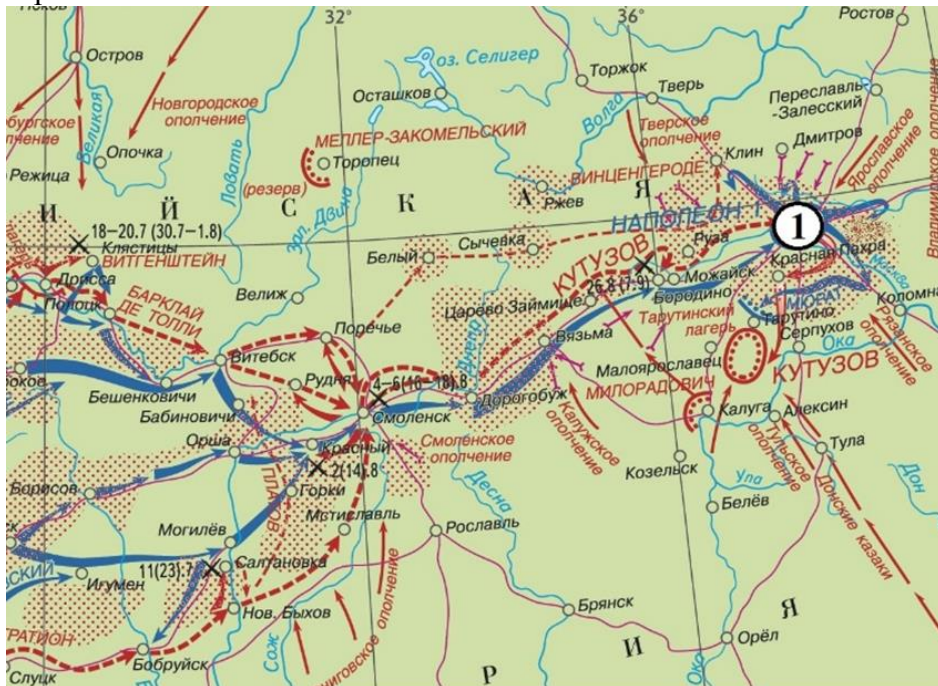 32°
36°
Ростов
Остров
оз. Селигер
Торжок
Осташков
Тверь
Волга
Переславль
-Залесский
Новгородское
ополчение
Великая
Тверское
ополчение
Дмитров
Ярославское
ополчение
Владимирское ополчение
МЕЛЛЕР-ЗАКОМЕЛЬСКИЙ
Опочка
Торопец
Клин
Режица
Ловать
(резерв)
Зап. Двина
Ржев
ВИНЦЕНГЕРОДЕ
И Й С К А Я
НАПОЛЕОН I
1
18–20.7 (30.7–1.8)
Клястицы
ВИТГЕНШТЕЙН
Белый
Сычевка
КУТУЗОВ
Руза
Красная Пахра
Москва
Дрисса
Полоцк
БАРКЛАЙ
ДЕ ТОЛЛИ
Велиж
26.8 (7.9)
Можайск
Бородино
Царево Займище
МЮРАТ
Коломна
Тарутинский
лагерь
Тарутино
Серпухов
Рязанское
ополчение
Поречье
Днепр
Вязьма
Ока
Витебск
Малоярославец
КУТУЗОВ
Рудня
4–6(16–18).8
МИЛОРАДОВИЧ
Бешенковичи
Бабиновичи
Смоленск
Дорогобуж
Калуга
Алексин
Калужское
ополчение
Орша
Красный
Смоленское
ополчение
Тульское
ополчение
Тула
2(14).8
Козельск
Дон
ПЛАТОВ
Горки
Десна
Упа
Борисов
Белёв
Донские казаки
Мстиславль
Могилёв
Рославль
Салтановка
11(23).7
Игумен
Нов. Быхов
Брянск
Р И Я
Орёл
Бобруйск
Сож
Ока
Слуцк